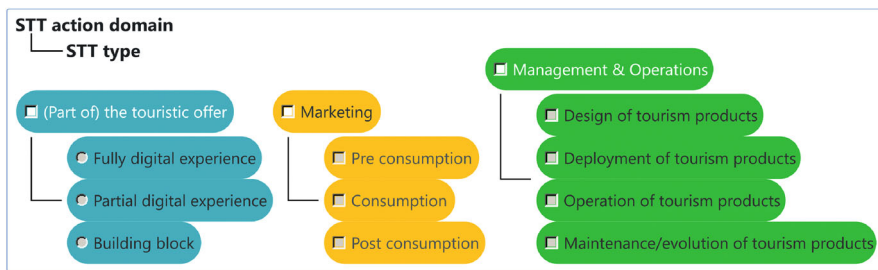 STT action domain
STT type
(Part of) the touristic offer
Fully digital experience
Partial digital experience
Building block
Marketing
Pre consumption
Consumption
Post consumption
Management & Operations
Design of tourism products
Deployment of tourism products
Operation of tourism products
Maintenance/evolution of tourism products